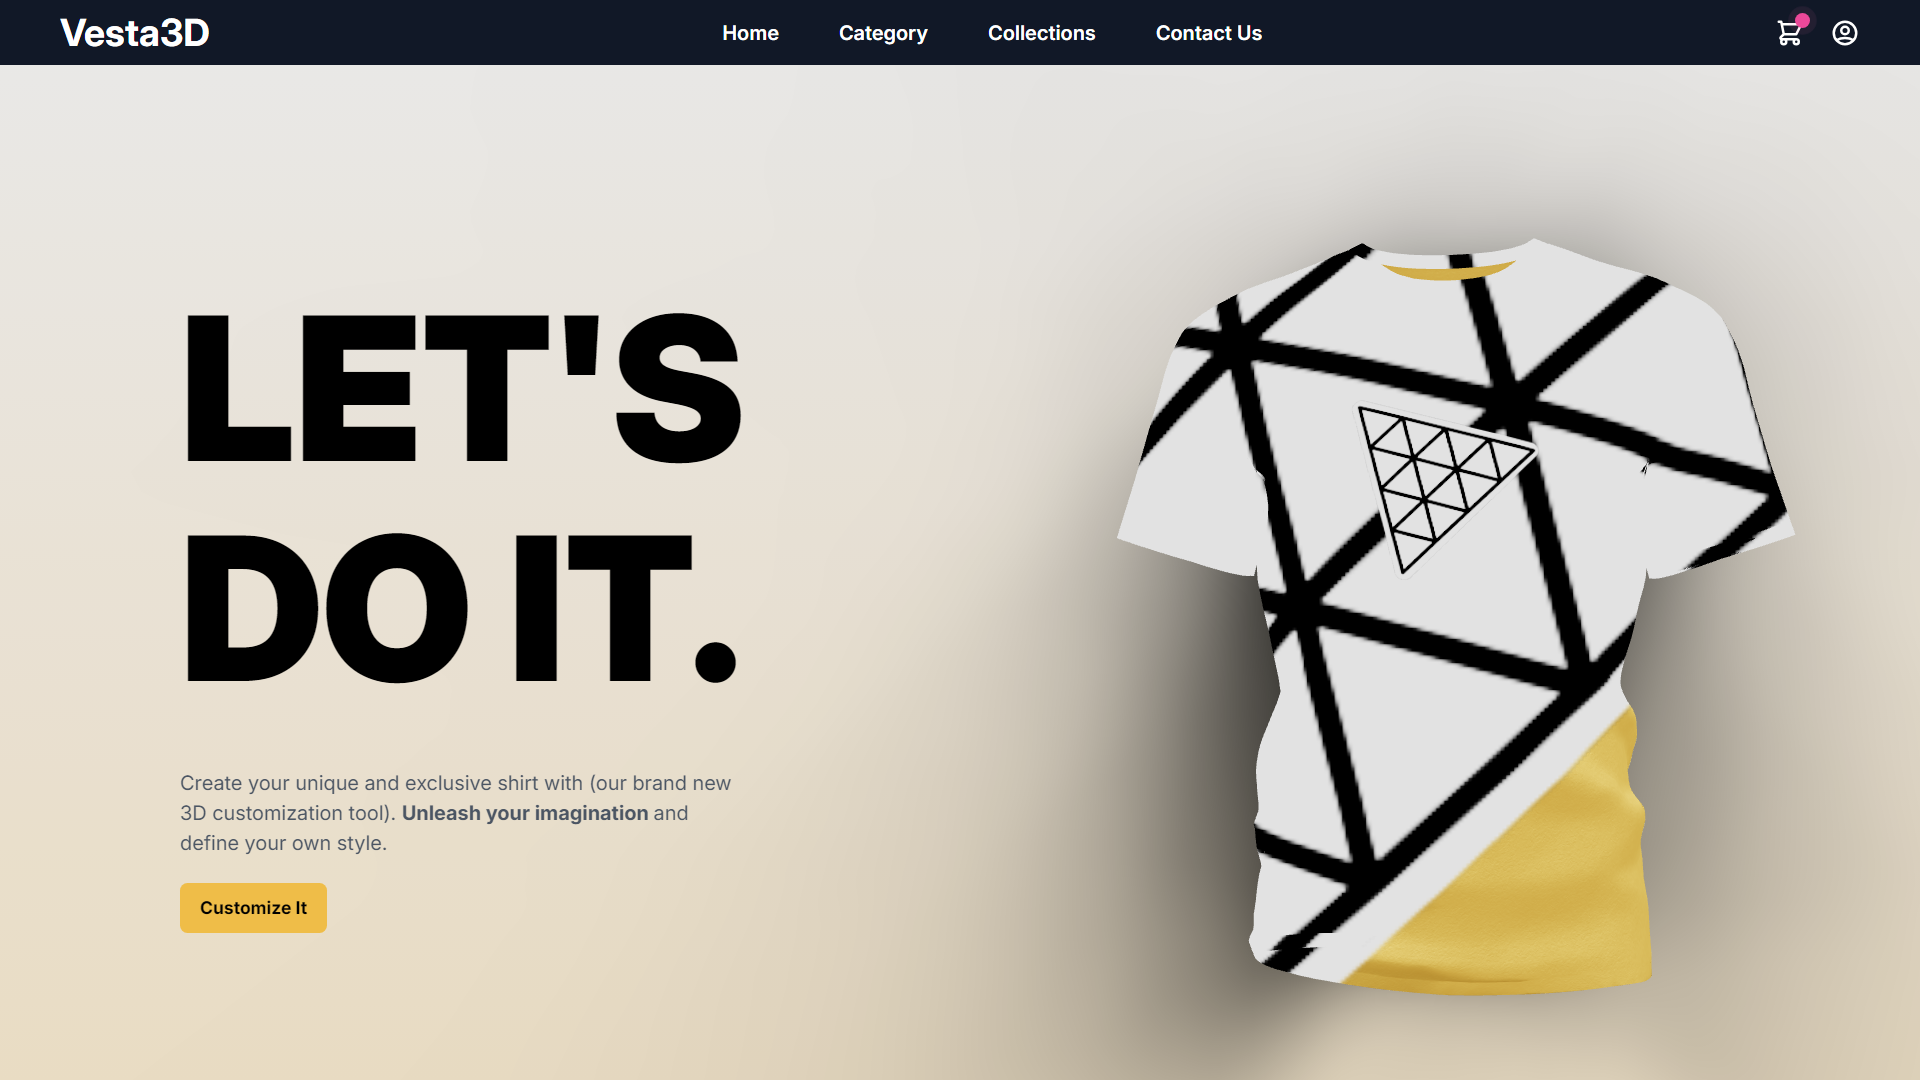 Vesta3D
Home
Category
Collections
Contact Us
LET'S
DO IT.
Create your unique and exclusive shirt with (our brand new
3D customization tool). Unleash your imagination and
define your own style.
Customize It